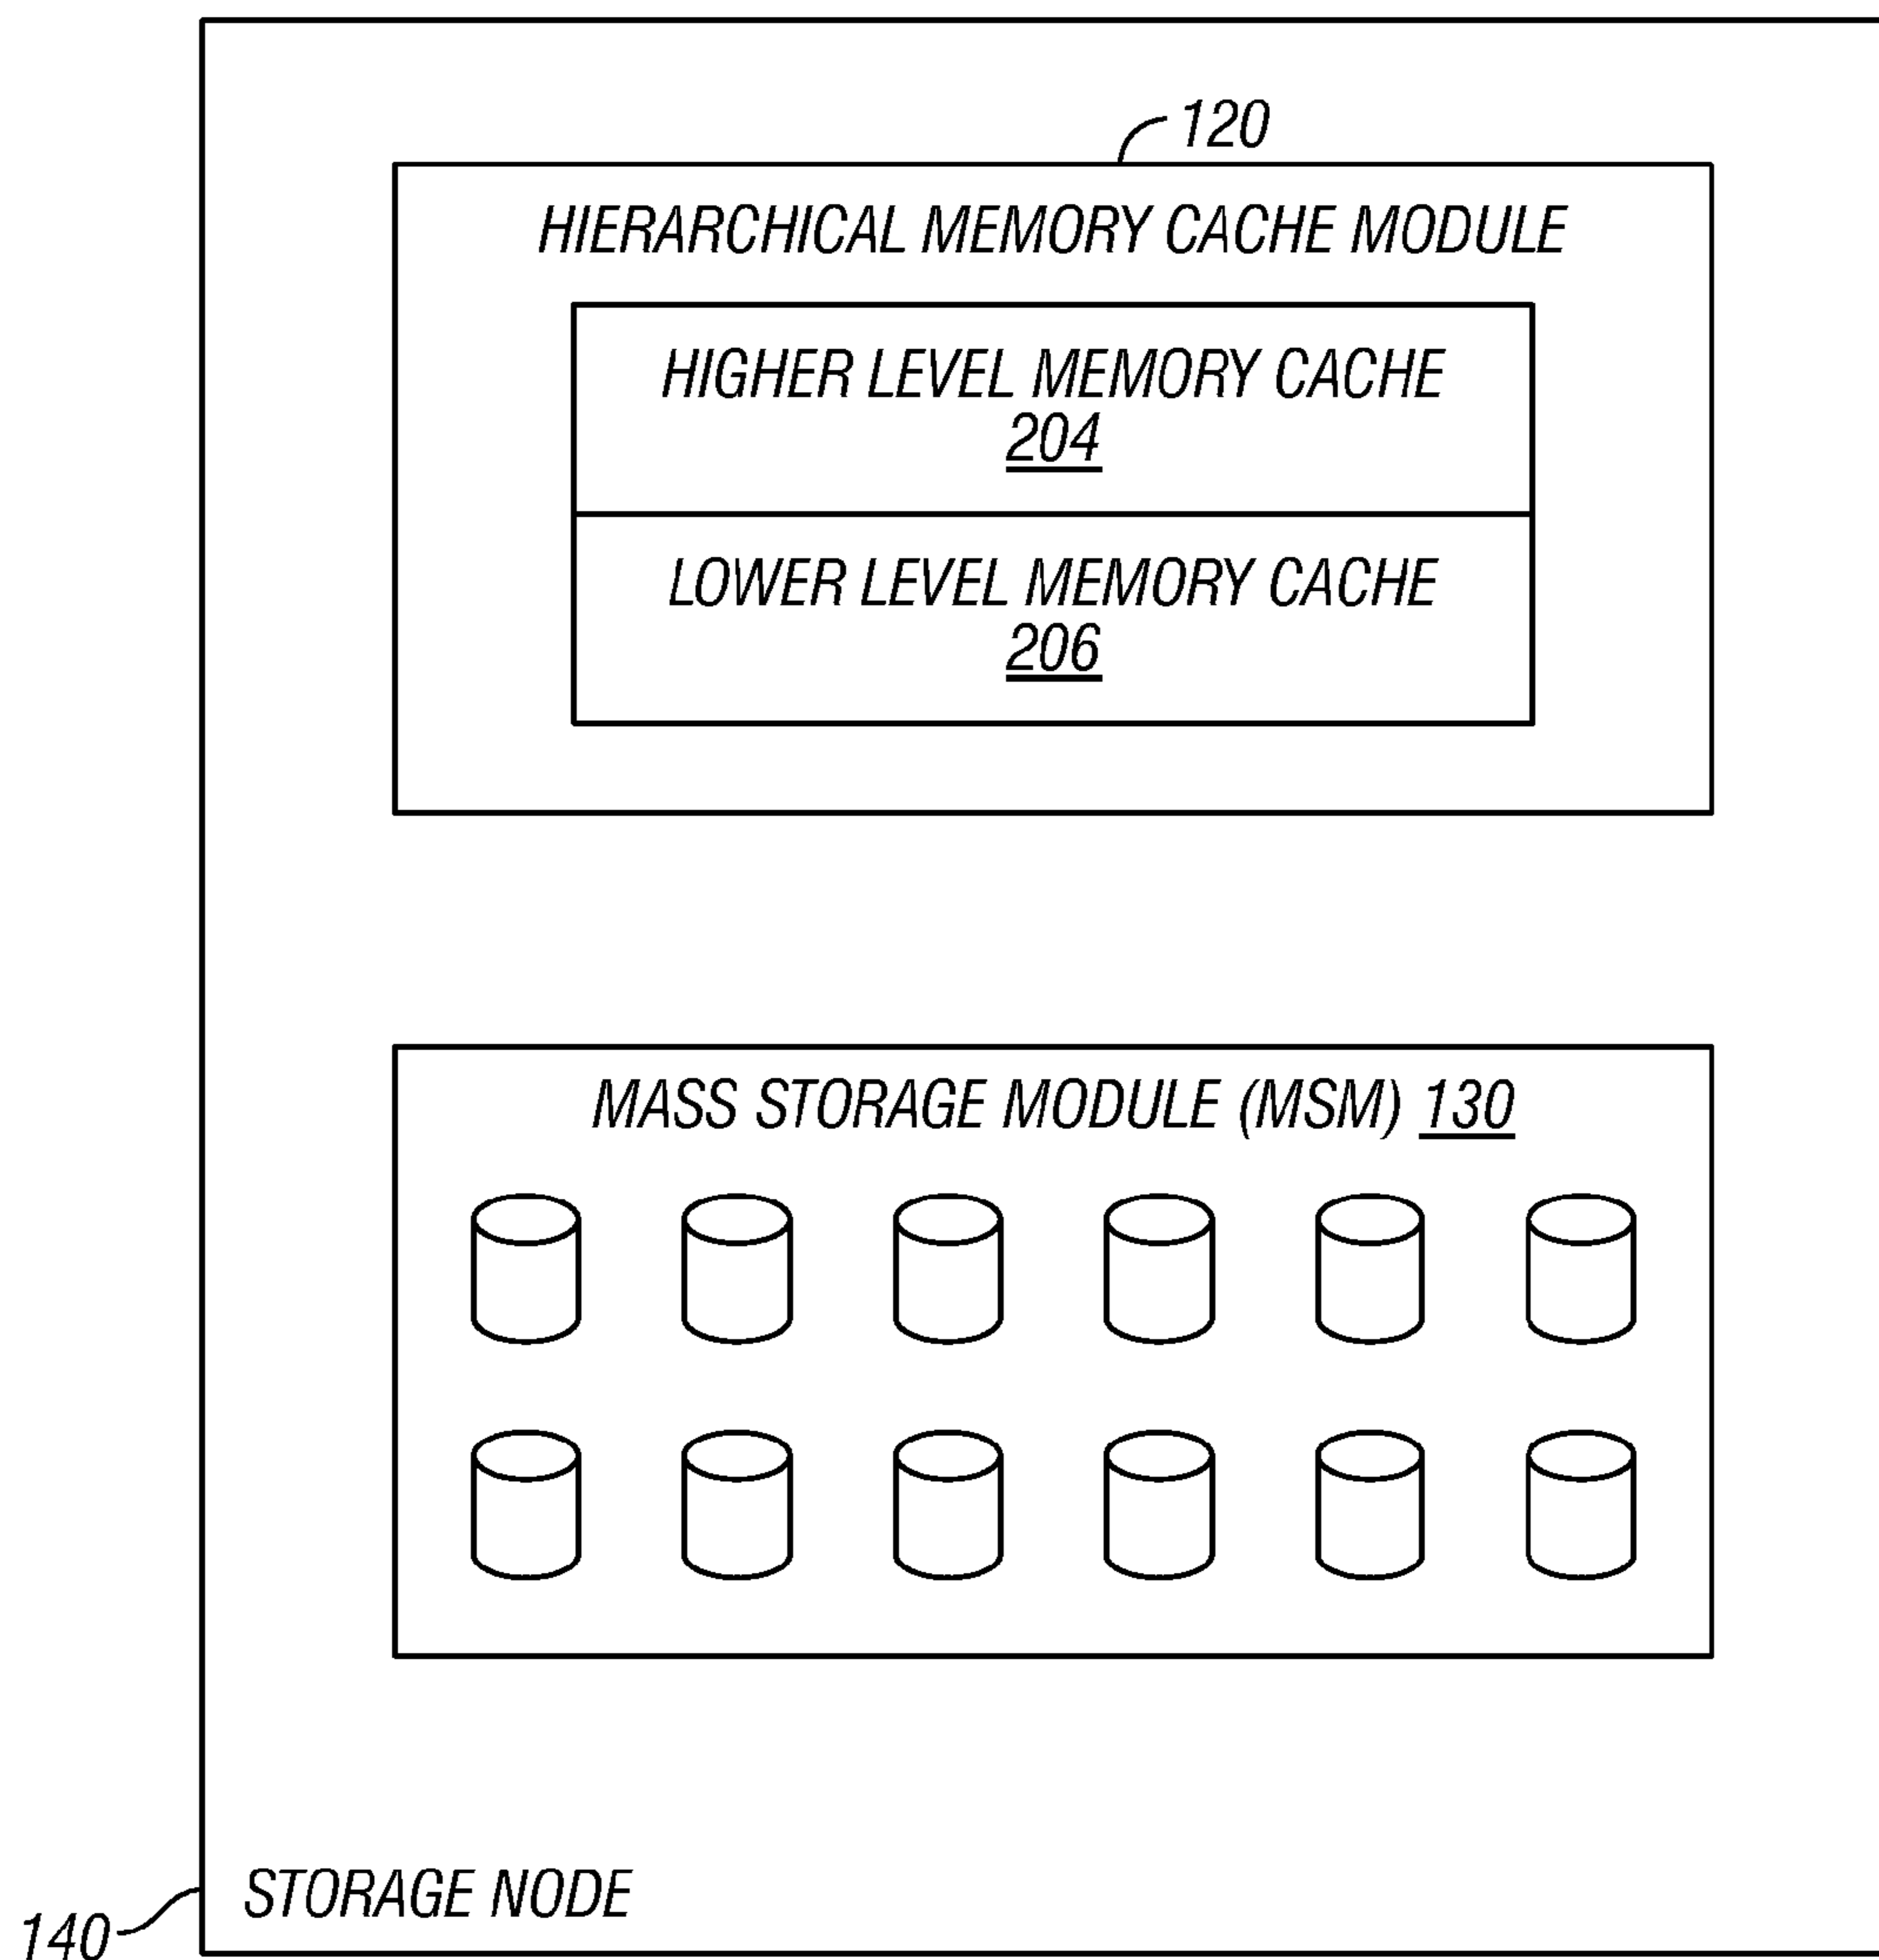 120
HIERARCHICAL MEMORY CACHE MODULE
HIGHER LEVEL MEMORY CACHE
204
LOWER LEVEL MEMORY CACHE
206
MASS STORAGE MODULE (MSM) 130
STORAGE NODE
140